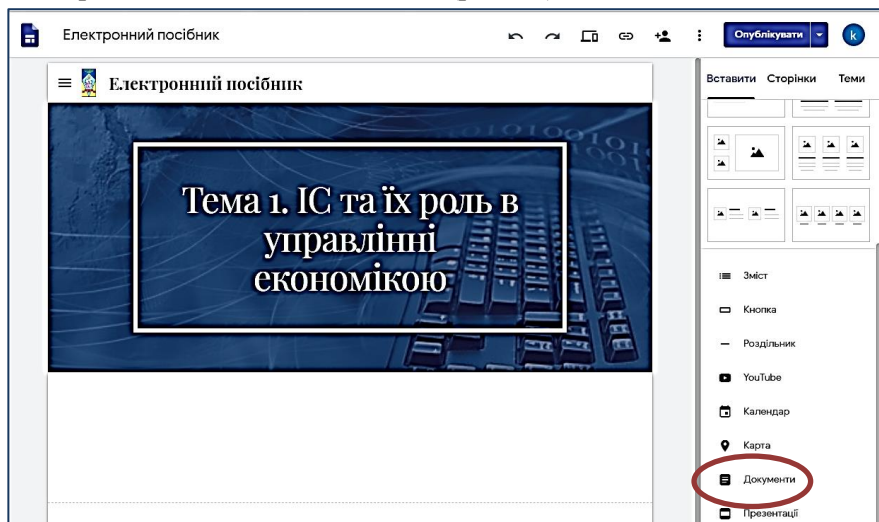 Електронний посібник
Опублікувати
k
Електронний посібник
Тема 1. ІС та їх роль в
управлінні
економікою
Вставити Сторінки Теми
Зміст
Кнопка
Роздільник
YouTube
Календар
Карта
Документи
Презентації